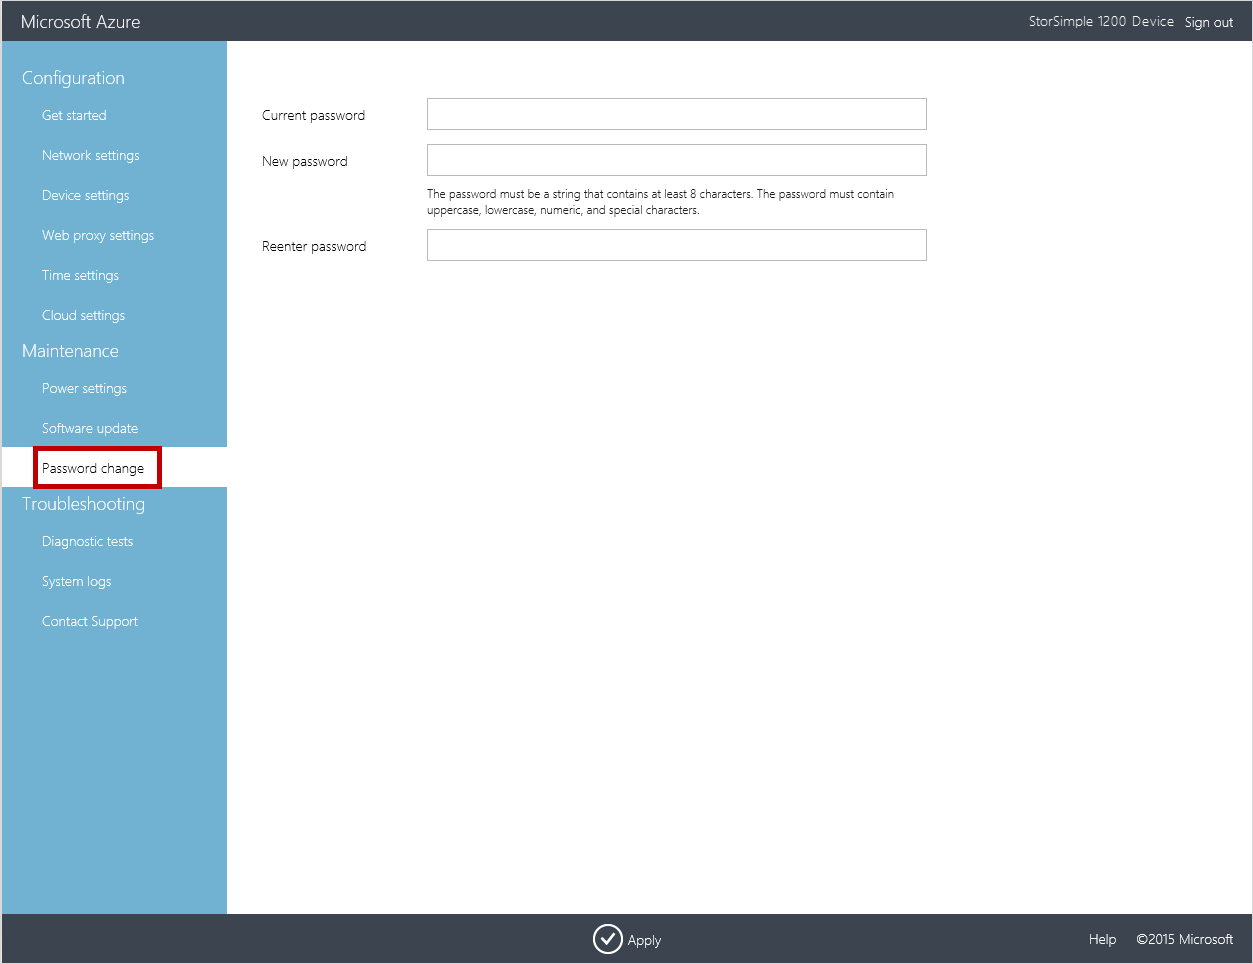 Microsoft Azure
StorSimple 1200 Device Sign out
Configuration
Get started
Network settings
Device settings
Web proxy settings
Time settings
Cloud settings
Maintenance
Power settings
Software update
Password change
Troubleshooting
Diagnostic tests
System logs
Contact Support
Current password
New password
The password must be a string that contains at least 8 characters. The password must contain
uppercase, lowercase, numeric, and special characters.
Reenter password
Apply
Help ©2015 Microsoft